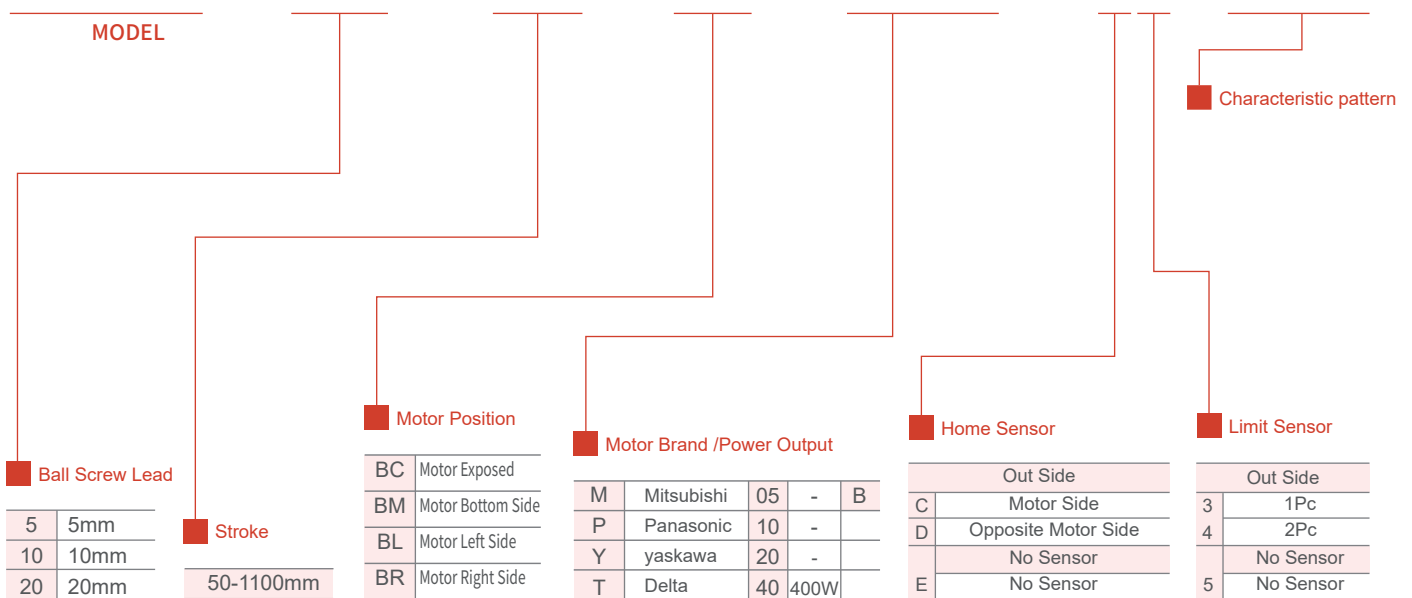 MODEL
Characteristic pattern
Motor Position
Home Sensor
Limit Sensor
Motor Brand /Power Output
Ball Screw Lead
Stroke
5 5mm
10 10mm
20 20mm
50-1100mm
BC Motor Exposed
BM Motor Bottom Side
BL Motor Left Side
BR Motor Right Side
M Mitsubishi 05 - B
P Panasonic 10 -
Y yaskawa 20 -
T Delta 40 400W
Out Side
C Motor Side
D Opposite Motor Side
No Sensor
E No Sensor
Out Side
3 1Pc
4 2Pc
No Sensor
5 No Sensor